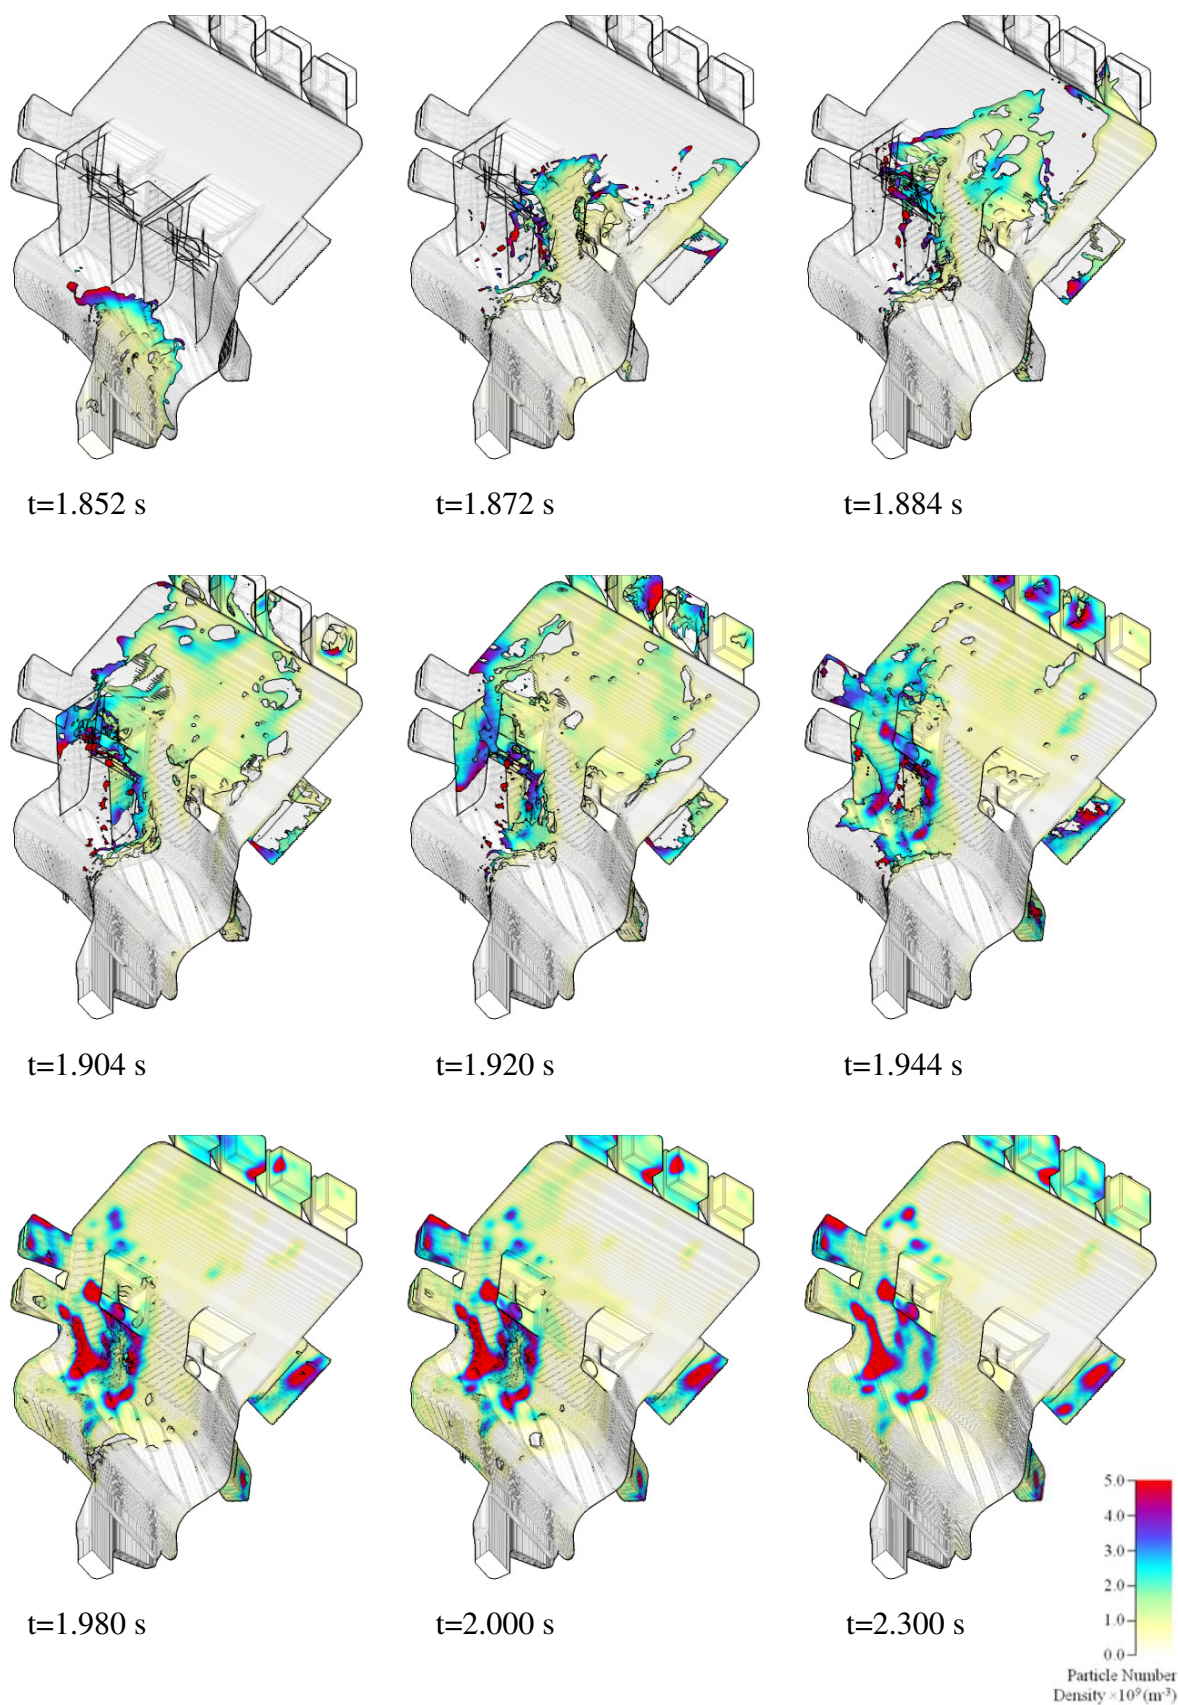 t=1.852 s
t=1.872 s
t=1.884 s
t=1.904 s
t=1.920 s
t=1.944 s
t=1.980 s
t=2.000 s
t=2.300 s
5.0
4.0
3.0
2.0
1.0
0.0
Particle Number
Density ×10⁹(m⁻³)